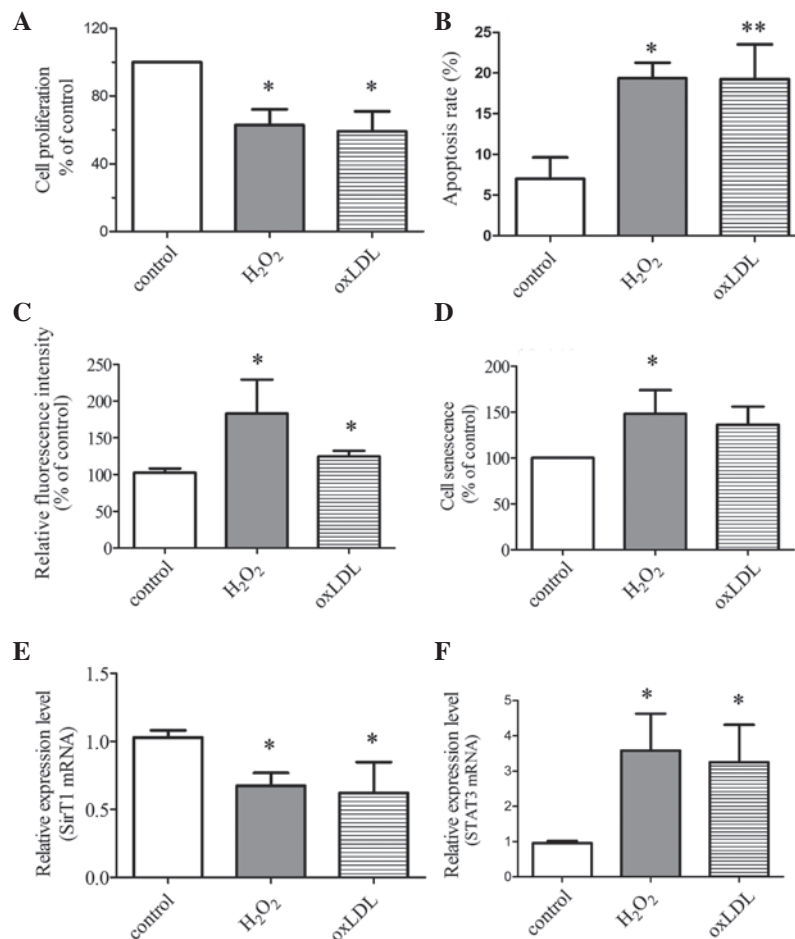 A
Cell proliferation
% of control
120
80
40
0
*
*
control
H₂O₂
oxLDL
B
Apoptosis rate (%)
25
20
15
10
5
0
*
**
control
H₂O₂
oxLDL
C
Relative fluorescence intensity
(% of control)
250
200
150
100
50
0
*
*
control
H₂O₂
oxLDL
D
Cell senescence
(% of control)
200
150
100
50
0
*
control
H₂O₂
oxLDL
E
Relative expression level
(SirT1 mRNA)
1.5
1.0
0.5
0.0
*
*
control
H₂O₂
oxLDL
F
Relative expression level
(STAT3 mRNA)
5
4
3
2
1
0
*
*
control
H₂O₂
oxLDL